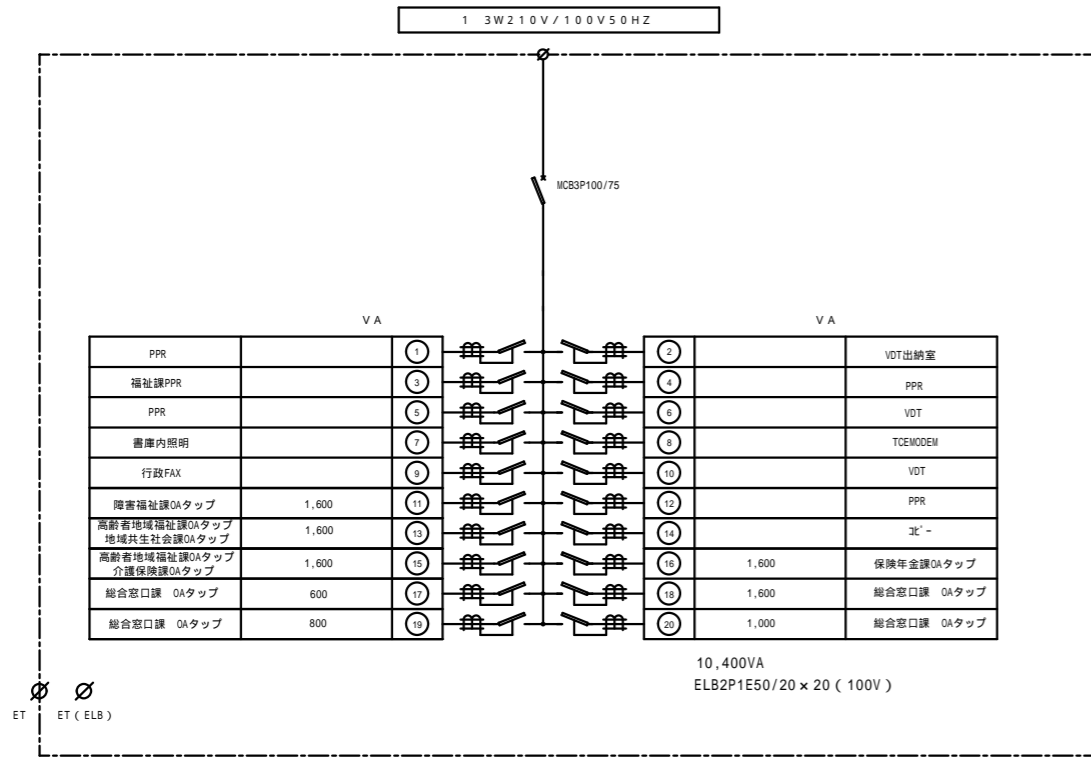 1 3W210V/100V50HZ
MCB3P100/75
VA VA
PPR 1 2 VDT出納室
福祉課PPR 3 4 PPR
PPR 5 6 VDT
書庫内照明 7 8 TCEMODEM
行政FAX 9 10 VDT
障害福祉課OAタップ 1,600 11 12 PPR
高齢者地域福祉課OAタップ
地域共生社会課OAタップ 1,600 13 14 コピー
高齢者地域福祉課OAタップ
介護保険課OAタップ 1,600 15 16 1,600 保険年金課OAタップ
総合窓口課 OAタップ 600 17 18 1,600 総合窓口課 OAタップ
総合窓口課 OAタップ 800 19 20 1,000 総合窓口課 OAタップ
10,400VA
ELB2P1E50/20×20(100V)
ET ET(ELB)